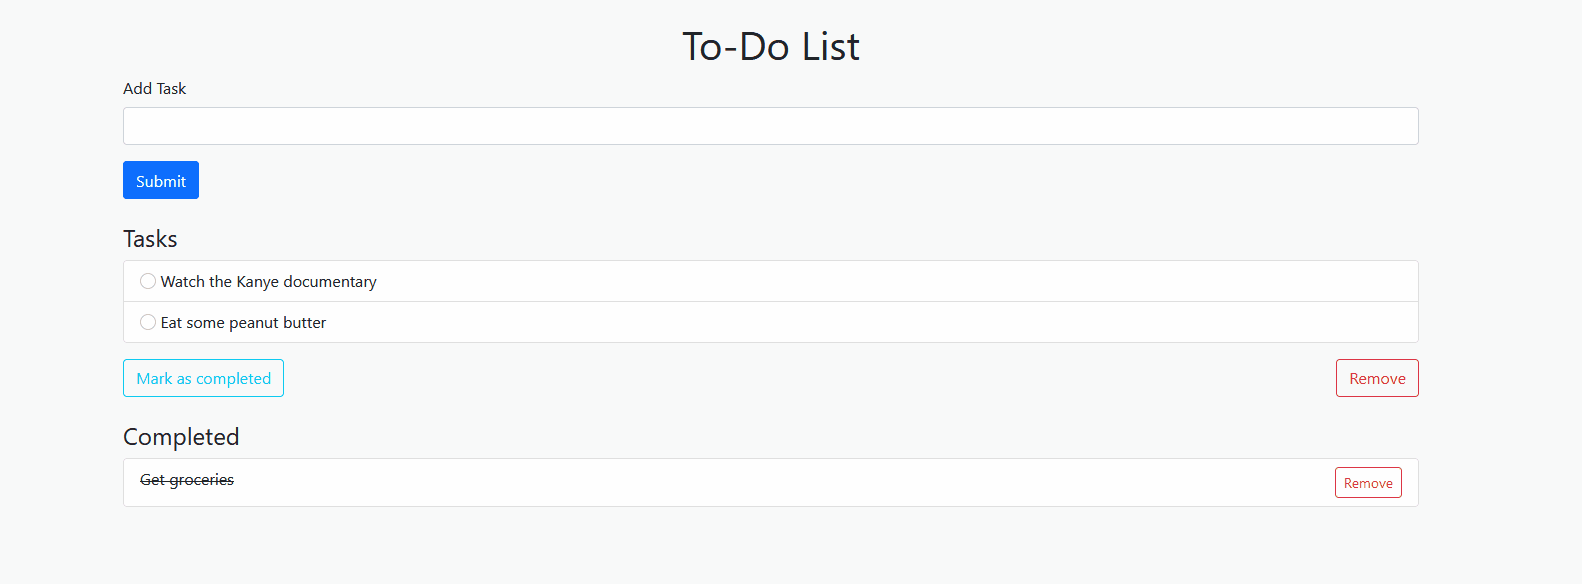 To-Do List
Add Task
Submit
Tasks
Watch the Kanye documentary
Eat some peanut butter
Mark as completed
Remove
Completed
Get groceries
Remove